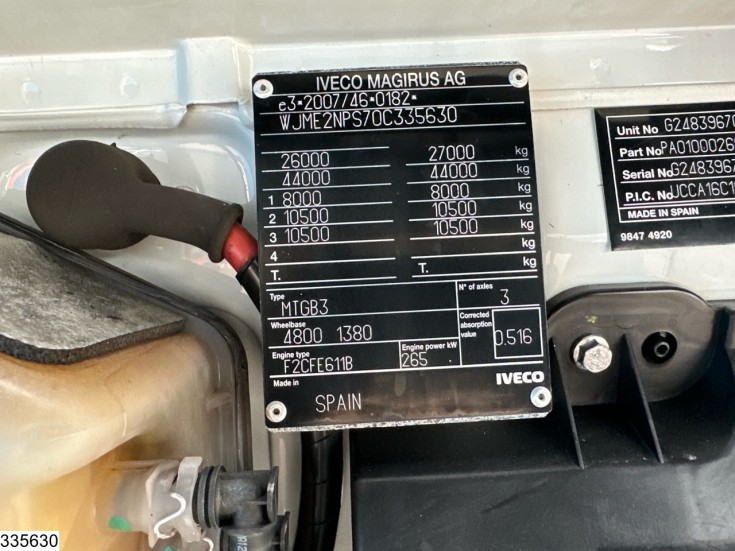 IVECO MAGIRUS AG
e3*2007/46*0182*
WJME2NPS70C335630
26000 27000 kg
44000 44000 kg
1 8000 8000 kg
2 10500 10500 kg
3 10500 10500 kg
4 kg
T. T. kg
Type MTGB3
N° of axles 3
Wheelbase 4800 1380
Corrected absorption value 0.516
Engine type F2CFE611B
Engine power kW 265
Made in SPAIN
IVECO
Unit No G2483967
Part No PA0100026
Serial No G248396
P.I.C. No JCCA16C1
MADE IN SPAIN
9847 4920
335630